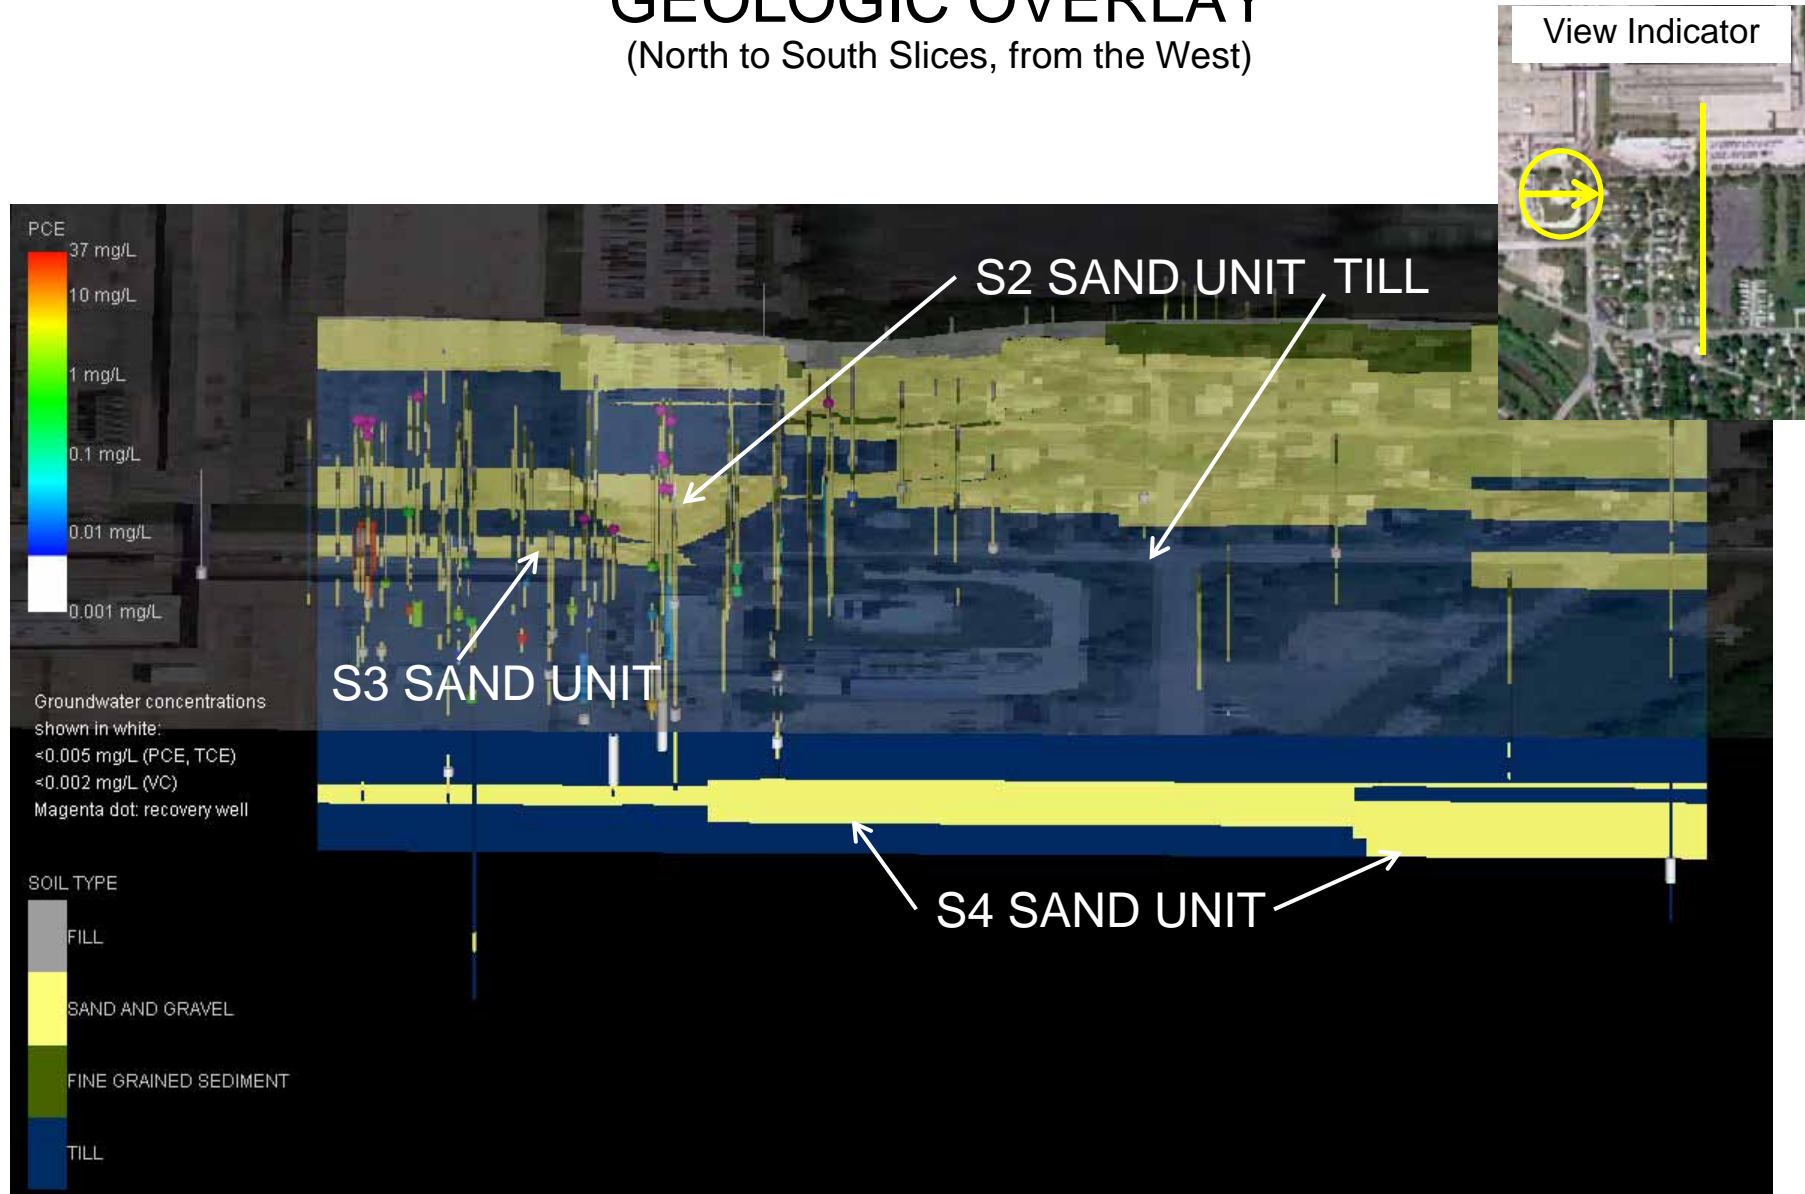 GEOLOGIC OVERLAY
(North to South Slices, from the West)
View Indicator
PCE
37 mg/L
10 mg/L
1 mg/L
0.1 mg/L
0.01 mg/L
0.001 mg/L
S2 SAND UNIT
TILL
S3 SAND UNIT
Groundwater concentrations
shown in white:
<0.005 mg/L (PCE, TCE)
<0.002 mg/L (VC)
Magenta dot: recovery well
S4 SAND UNIT
SOIL TYPE
FILL
SAND AND GRAVEL
FINE GRAINED SEDIMENT
TILL